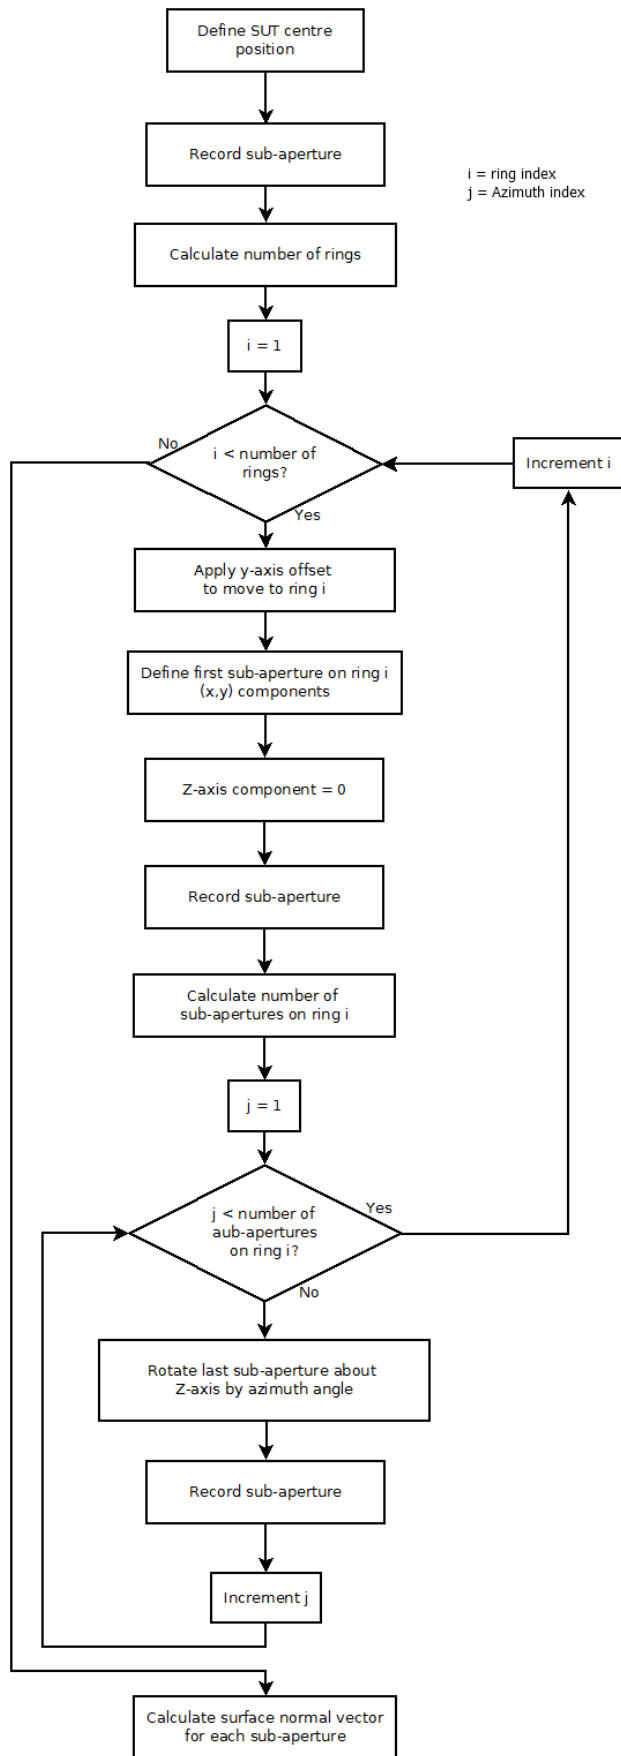 Define SUT centre
position
Record sub-aperture
i = ring index
j = Azimuth index
Calculate number of rings
i = 1
No
i < number of
rings?
Increment i
Yes
Apply y-axis offset
to move to ring i
Define first sub-aperture on ring i
(x,y) components
Z-axis component = 0
Record sub-aperture
Calculate number of
sub-apertures on ring i
j = 1
j < number of
aub-apertures
on ring i?
Yes
No
Rotate last sub-aperture about
Z-axis by azimuth angle
Record sub-aperture
Increment j
Calculate surface normal vector
for each sub-aperture